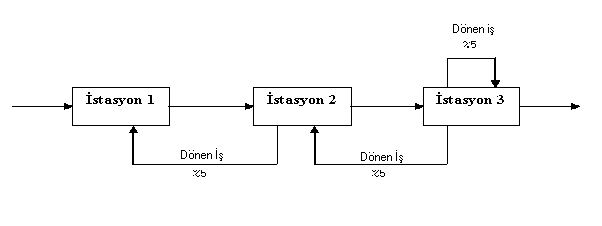 Dönen iş
%5
İstasyon 1
İstasyon 2
İstasyon 3
Dönen İş
%5
Dönen İş
%5